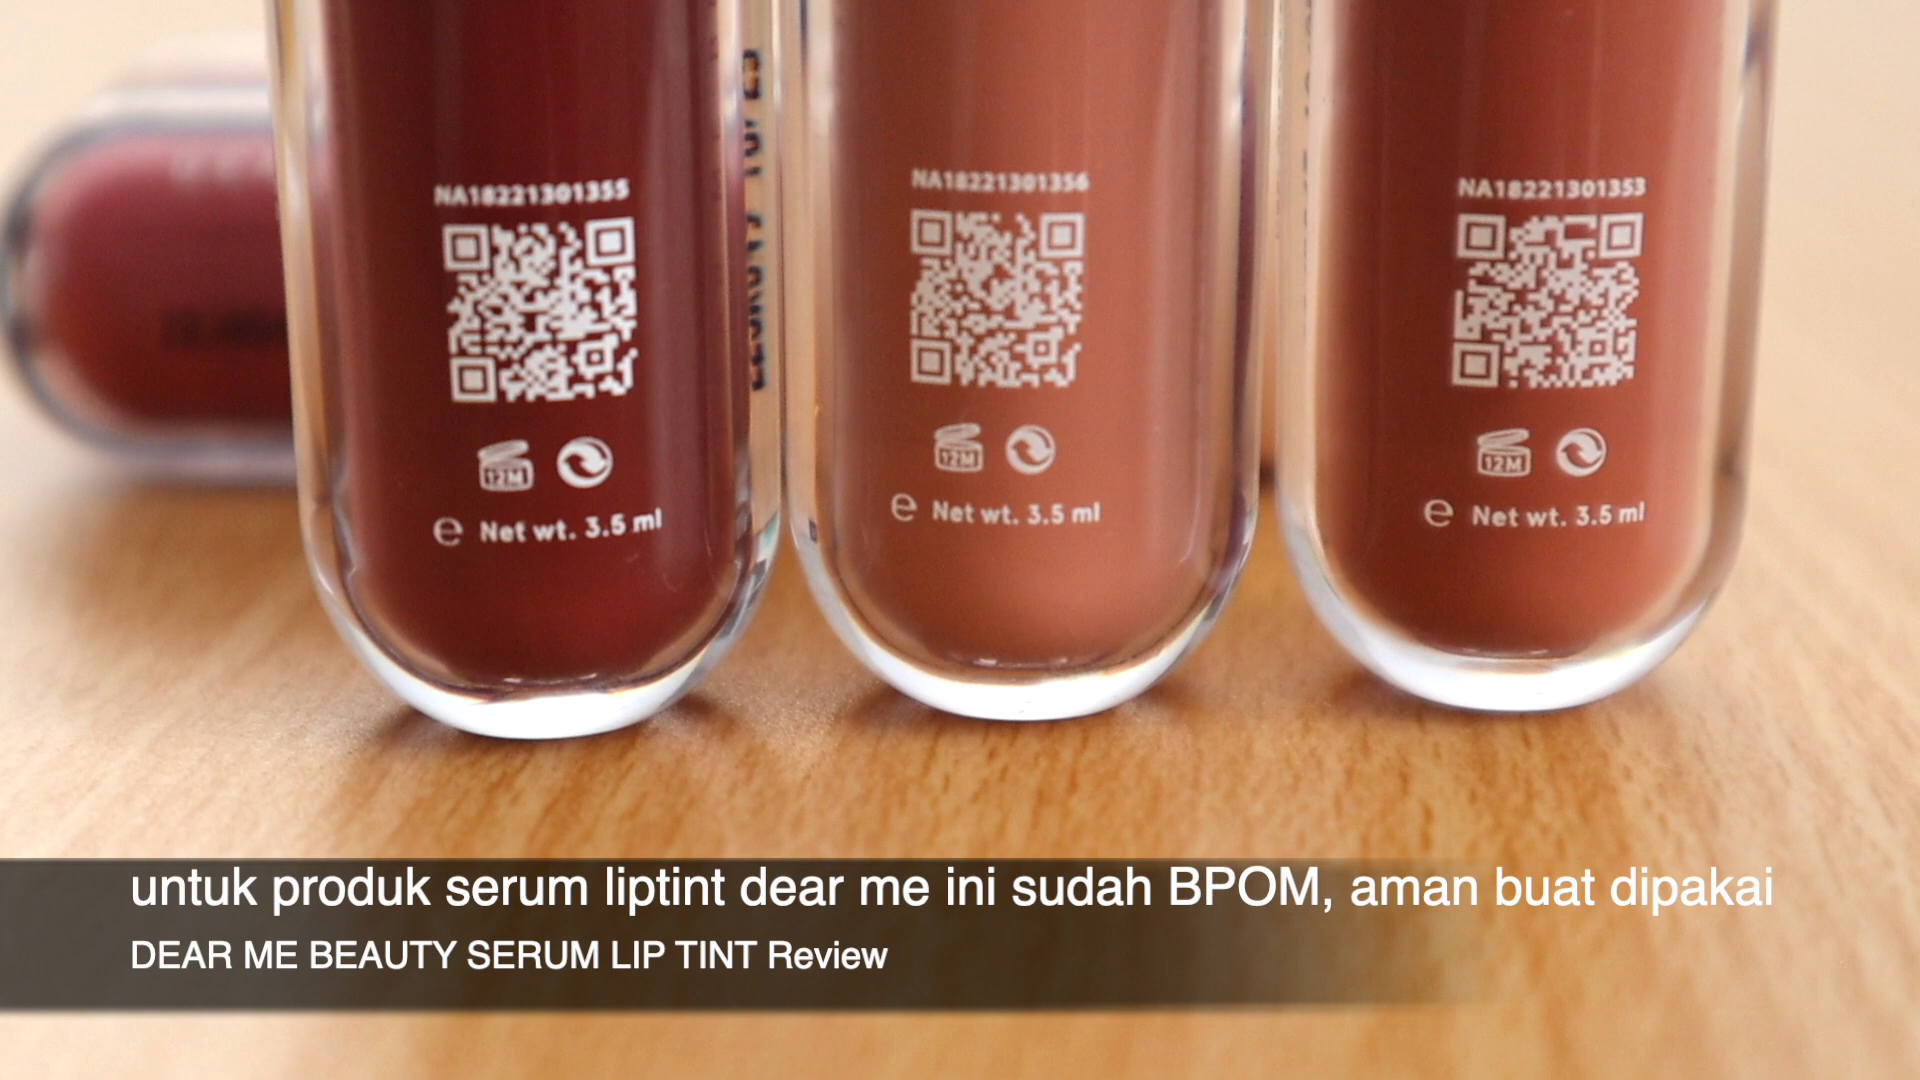 NA18221301355
NA18221301356
NA18221301353
12M
12M
12M
e Net wt. 3.5 ml
e Net wt. 3.5 ml
e Net wt. 3.5 ml
untuk produk serum liptint dear me ini sudah BPOM, aman buat dipakai
DEAR ME BEAUTY SERUM LIP TINT Review